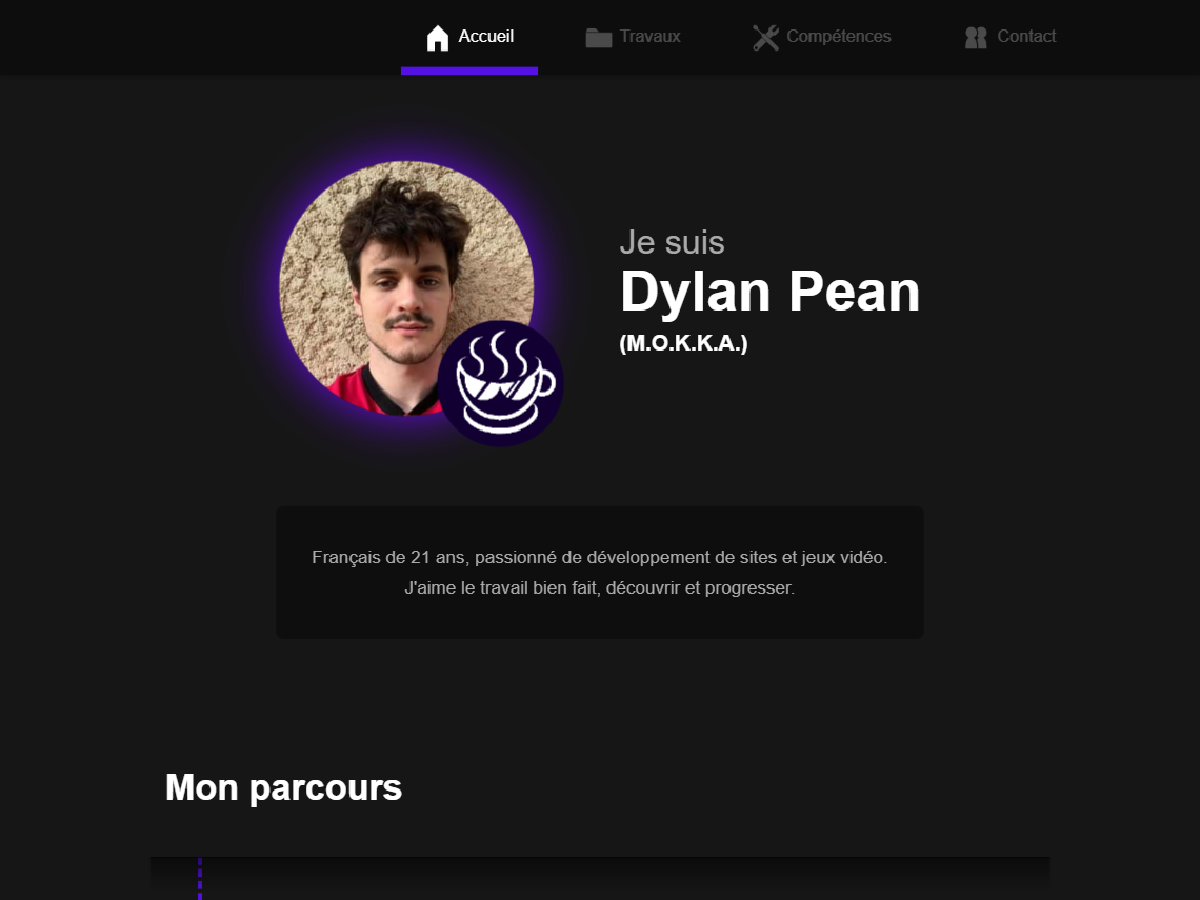 Accueil
Travaux
Compétences
Contact
Je suis
Dylan Pean
(M.O.K.K.A.)
Français de 21 ans, passionné de développement de sites et jeux vidéo.
J'aime le travail bien fait, découvrir et progresser.
Mon parcours